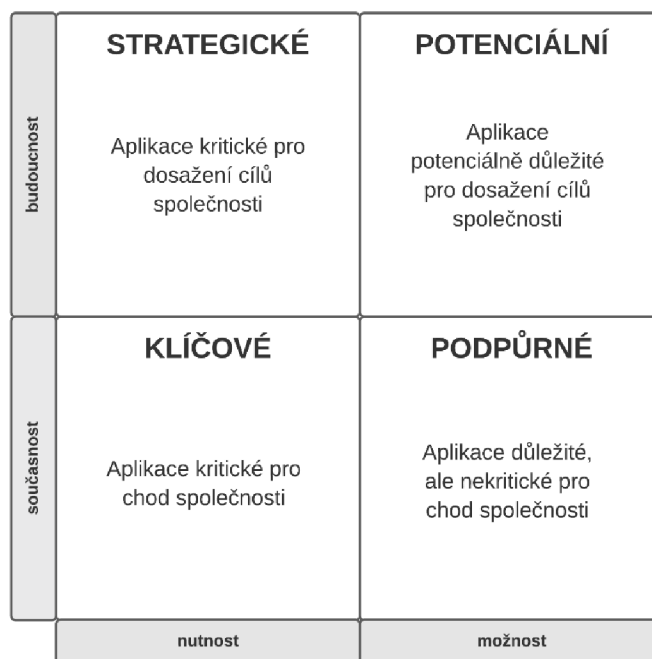 STRATEGICKÉ
POTENCIÁLNÍ
budoucnost
Aplikace kritické pro
dosažení cílů
společnosti
Aplikace
potenciálně důležité
pro dosažení cílů
společnosti
KLÍČOVÉ
PODPŮRNÉ
současnost
Aplikace kritické pro
chod společnosti
Aplikace důležité,
ale nekritické pro
chod společnosti
nutnost
možnost